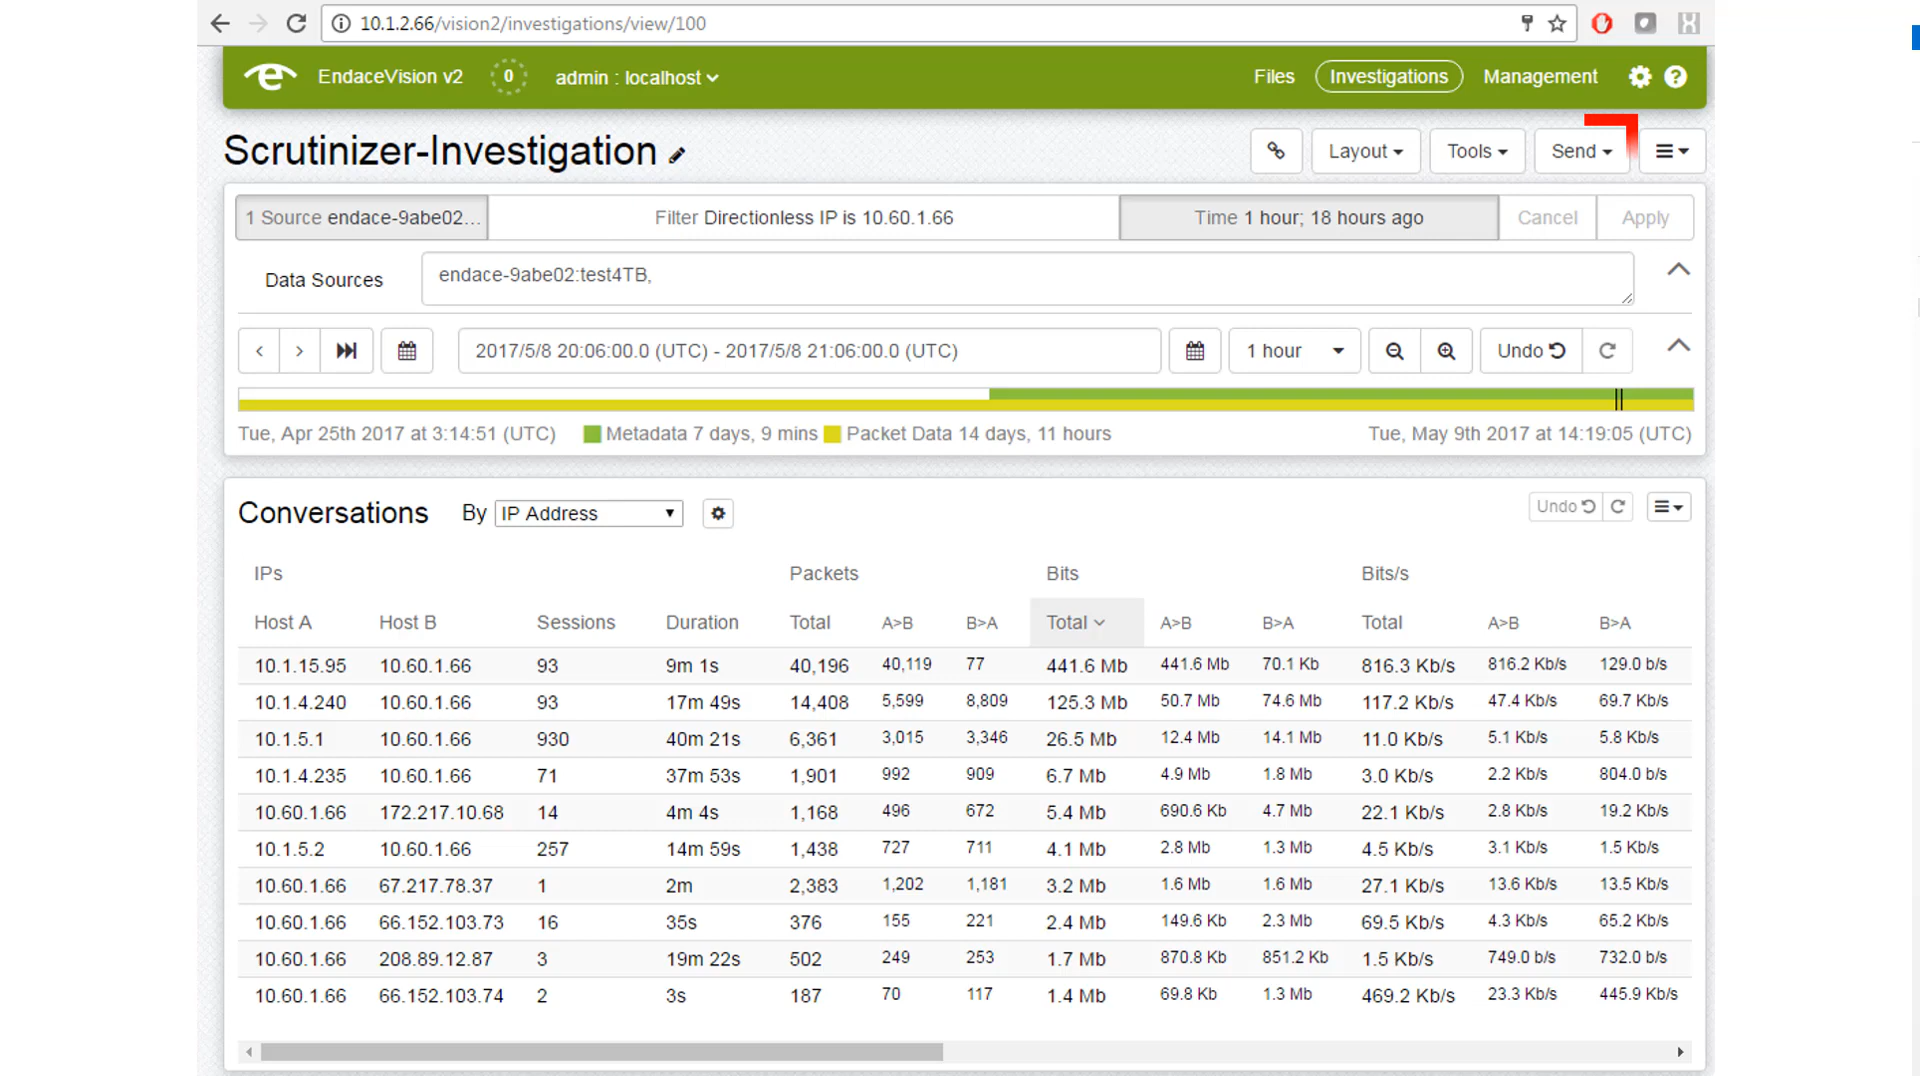 10.1.2.66/vision2/investigations/view/100
EndaceVision v2 0 admin : localhost Files Investigations Management
Scrutinizer-Investigation Layout Tools Send
1 Source endace-9abe02... Filter Directionless IP is 10.60.1.66 Time 1 hour; 18 hours ago Cancel Apply
Data Sources endace-9abe02:test4TB,
2017/5/8 20:06:00.0 (UTC) - 2017/5/8 21:06:00.0 (UTC) 1 hour Undo
Tue, Apr 25th 2017 at 3:14:51 (UTC) Metadata 7 days, 9 mins Packet Data 14 days, 11 hours Tue, May 9th 2017 at 14:19:05 (UTC)
Conversations By IP Address Undo
IPs Packets Bits Bits/s
Host A Host B Sessions Duration Total A>B B>A Total A>B B>A Total A>B B>A
10.1.15.95 10.60.1.66 93 9m 1s 40,196 40,119 77 441.6 Mb 441.6 Mb 70.1 Kb 816.3 Kb/s 816.2 Kb/s 129.0 b/s
10.1.4.240 10.60.1.66 93 17m 49s 14,408 5,599 8,809 125.3 Mb 50.7 Mb 74.6 Mb 117.2 Kb/s 47.4 Kb/s 69.7 Kb/s
10.1.5.1 10.60.1.66 930 40m 21s 6,361 3,015 3,346 26.5 Mb 12.4 Mb 14.1 Mb 11.0 Kb/s 5.1 Kb/s 5.8 Kb/s
10.1.4.235 10.60.1.66 71 37m 53s 1,901 992 909 6.7 Mb 4.9 Mb 1.8 Mb 3.0 Kb/s 2.2 Kb/s 804.0 b/s
10.60.1.66 172.217.10.68 14 4m 4s 1,168 496 672 5.4 Mb 690.6 Kb 4.7 Mb 22.1 Kb/s 2.8 Kb/s 19.2 Kb/s
10.1.5.2 10.60.1.66 257 14m 59s 1,438 727 711 4.1 Mb 2.8 Mb 1.3 Mb 4.5 Kb/s 3.1 Kb/s 1.5 Kb/s
10.60.1.66 67.217.78.37 1 2m 2,383 1,202 1,181 3.2 Mb 1.6 Mb 1.6 Mb 27.1 Kb/s 13.6 Kb/s 13.5 Kb/s
10.60.1.66 66.152.103.73 16 35s 376 155 221 2.4 Mb 149.6 Kb 2.3 Mb 69.5 Kb/s 4.3 Kb/s 65.2 Kb/s
10.60.1.66 208.89.12.87 3 19m 22s 502 249 253 1.7 Mb 870.8 Kb 851.2 Kb 1.5 Kb/s 749.0 b/s 732.0 b/s
10.60.1.66 66.152.103.74 2 3s 187 70 117 1.4 Mb 69.8 Kb 1.3 Mb 469.2 Kb/s 23.3 Kb/s 445.9 Kb/s